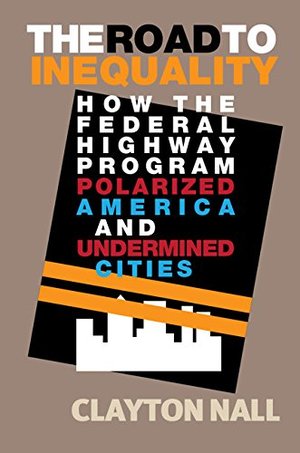 THE ROAD TO
INEQUALITY
HOW THE
FEDERAL
HIGHWAY
PROGRAM
POLARIZED
AMERICA
AND
UNDERMINED
CITIES
CLAYTON NALL